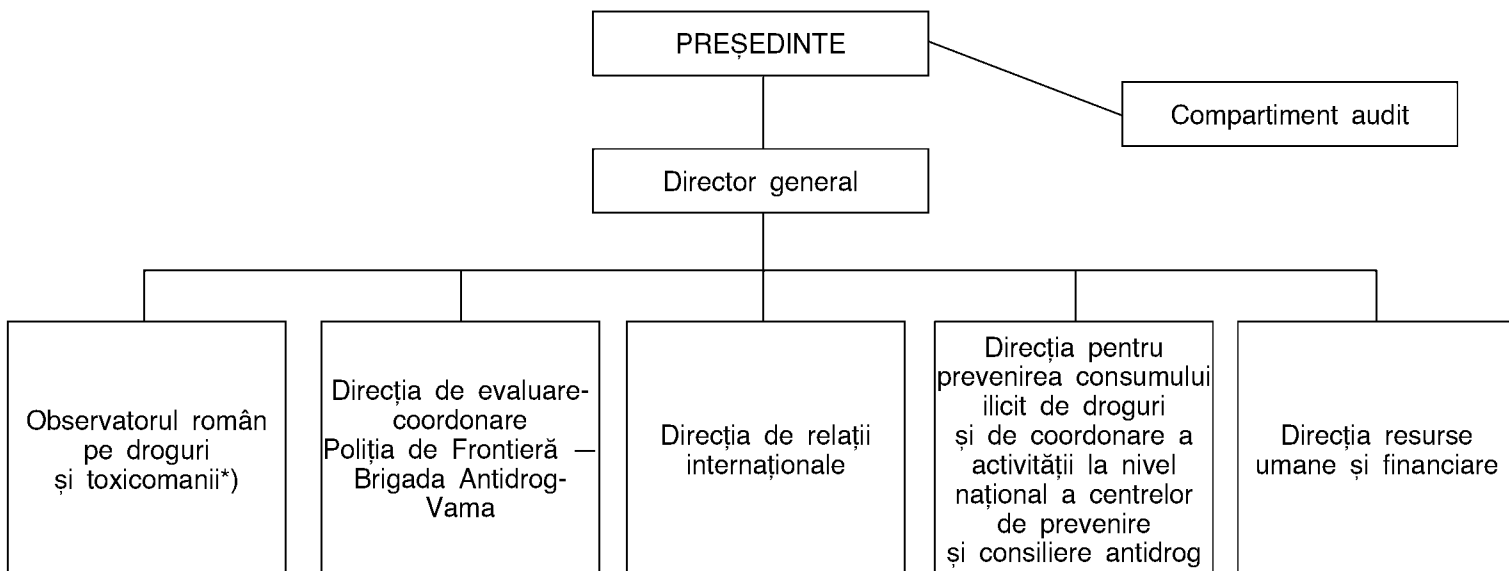 PREȘEDINTE
Compartiment audit
Director general
Observatorul român
pe droguri
și toxicomanii*)
Direcția de evaluare-
coordonare
Poliția de Frontieră —
Brigada Antidrog-
Vama
Direcția de relații
internaționale
Direcția pentru
prevenirea consumului
ilicit de droguri
și de coordonare a
activității la nivel
național a centrelor
de prevenire
și consiliere antidrog
Direcția resurse
umane și financiare